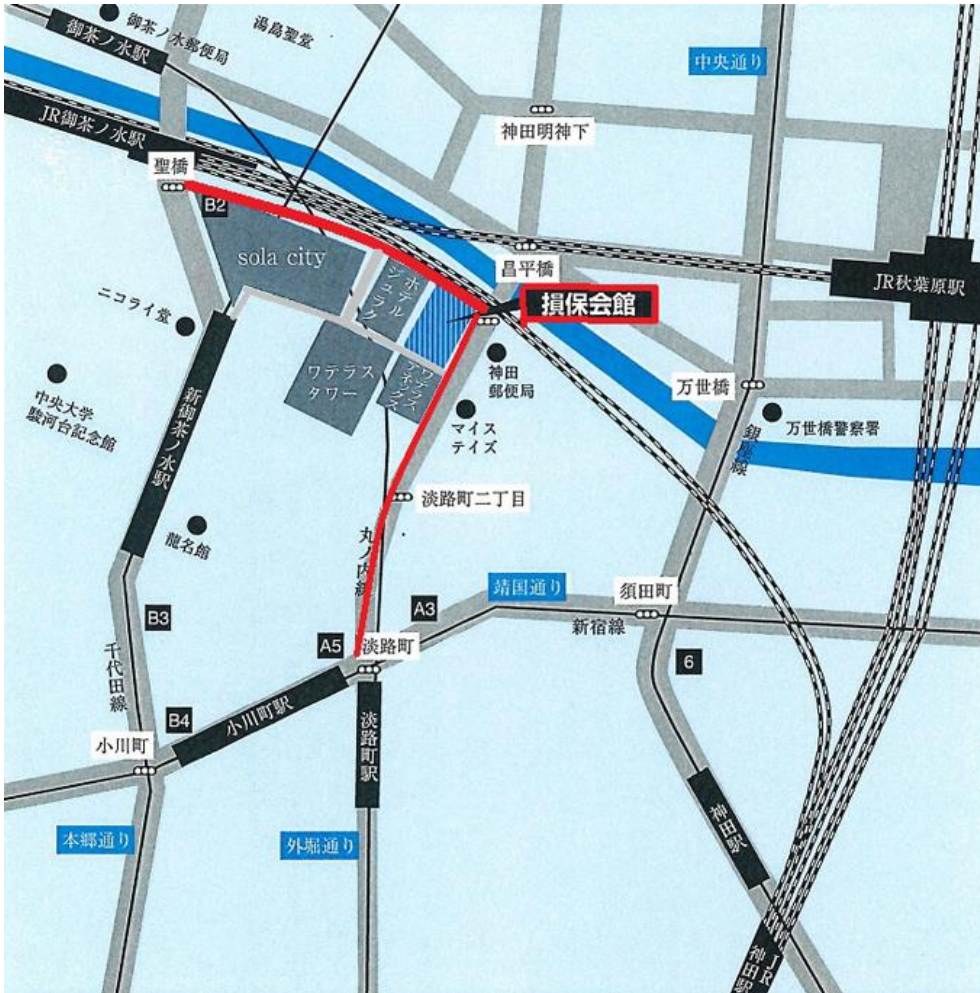 御茶ノ水駅
御茶ノ水郵便局
湯島聖堂
中央通り
JR御茶ノ水駅
神田明神下
聖橋
B2
sola city
昌平橋
JR秋葉原駅
ホテル
ジュラク
損保会館
ニコライ堂
神田
郵便局
万世橋
ワテラス
タワー
ワテラス
アネックス
中央大学
駿河台記念館
マイス
テイズ
万世橋警察署
銀座線
新御茶ノ水駅
淡路町二丁目
龍名館
丸ノ内線
靖国通り
須田町
新宿線
B3
A3
A5
淡路町
6
千代田線
B4
小川町駅
小川町
淡路町駅
本郷通り
外堀通り
神田駅
JR
神田駅